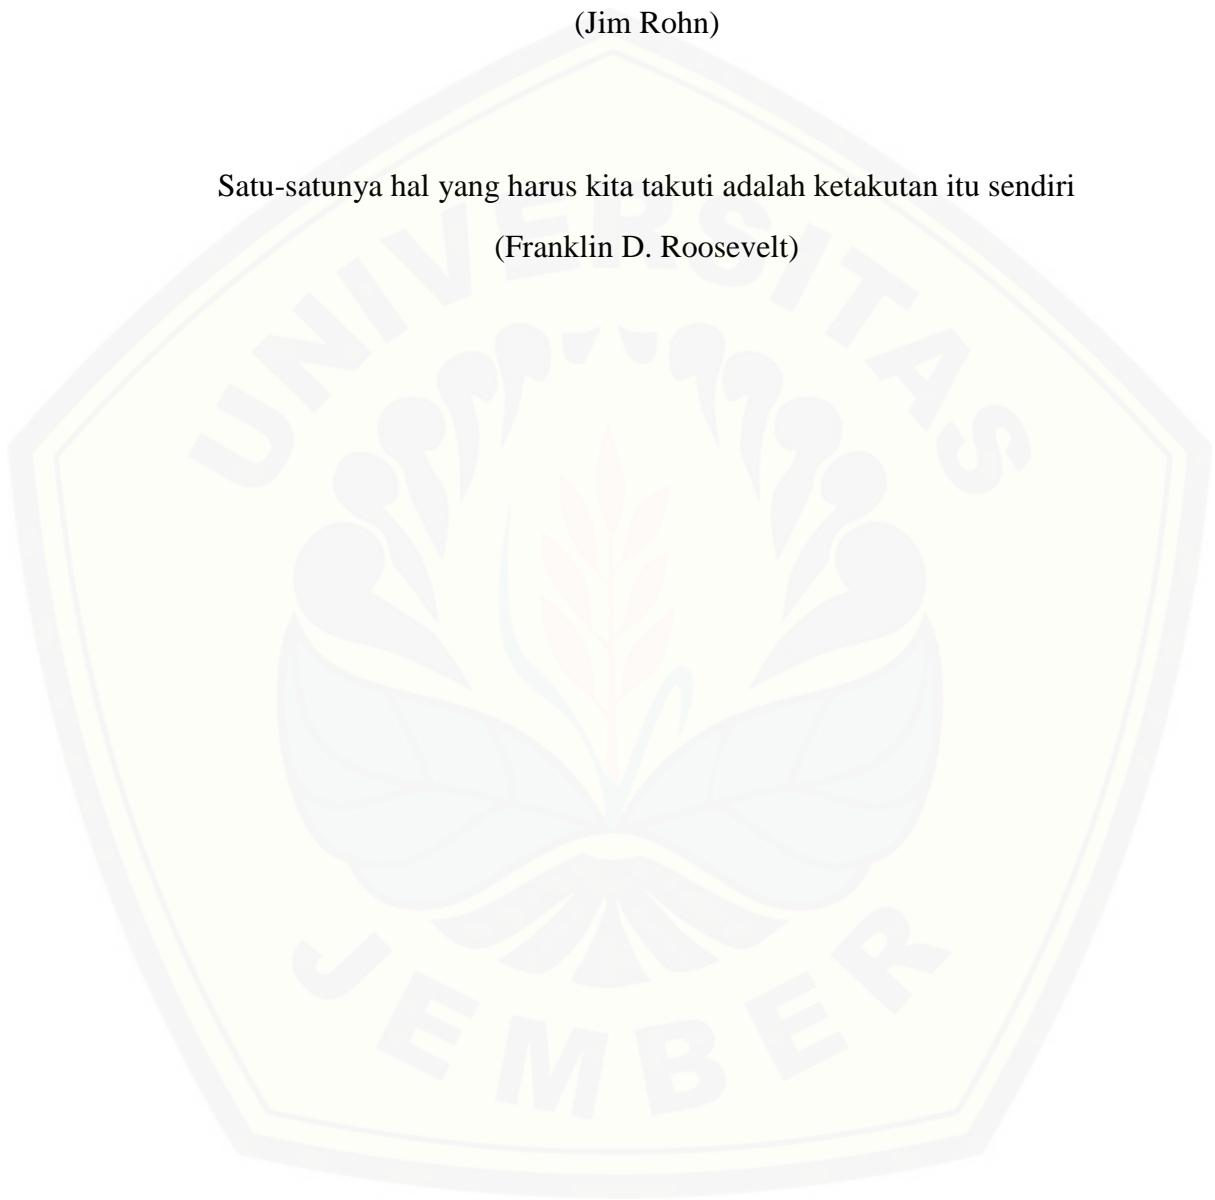 (Jim Rohn)
Satu-satunya hal yang harus kita takuti adalah ketakutan itu sendiri
(Franklin D. Roosevelt)
UNIVERSITAS
JEMBER